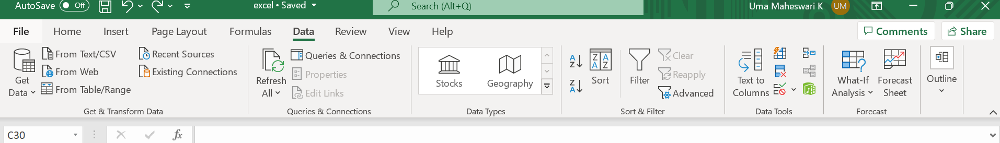 AutoSave Off excel • Saved Search (Alt+Q) Uma Maheswari K UM
File Home Insert Page Layout Formulas Data Review View Help Comments Share
Get Data
From Text/CSV
From Web
From Table/Range
Recent Sources
Existing Connections
Get & Transform Data
Refresh All
Queries & Connections
Properties
Edit Links
Queries & Connections
Stocks Geography
Data Types
Sort
Filter
Clear
Reapply
Advanced
Sort & Filter
Text to Columns
Data Tools
What-If Analysis
Forecast Sheet
Forecast
Outline
C30 fx